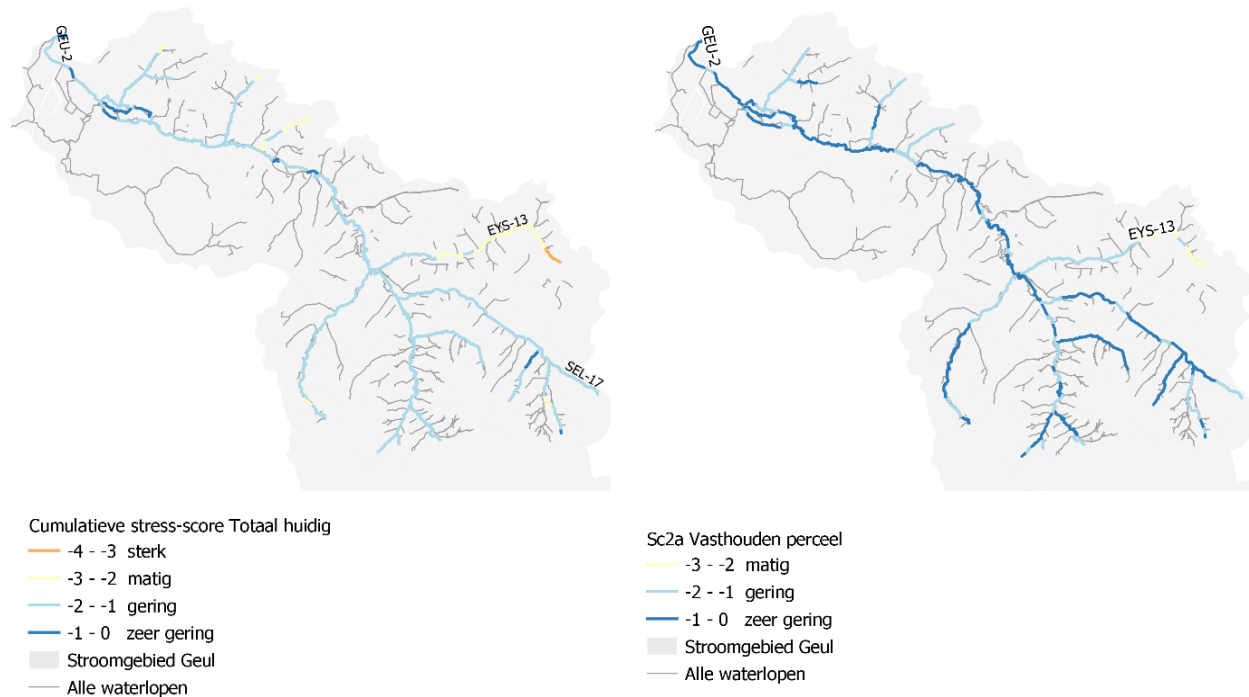 GEU-2
EYS-13
SEL-17
Cumulatieve stress-score Totaal huidig
-4 - -3 sterk
-3 - -2 matig
-2 - -1 gering
-1 - 0 zeer gering
Stroomgebied Geul
Alle waterlopen
GEU-2
EYS-13
Sc2a Vasthouden perceel
-3 - -2 matig
-2 - -1 gering
-1 - 0 zeer gering
Stroomgebied Geul
Alle waterlopen